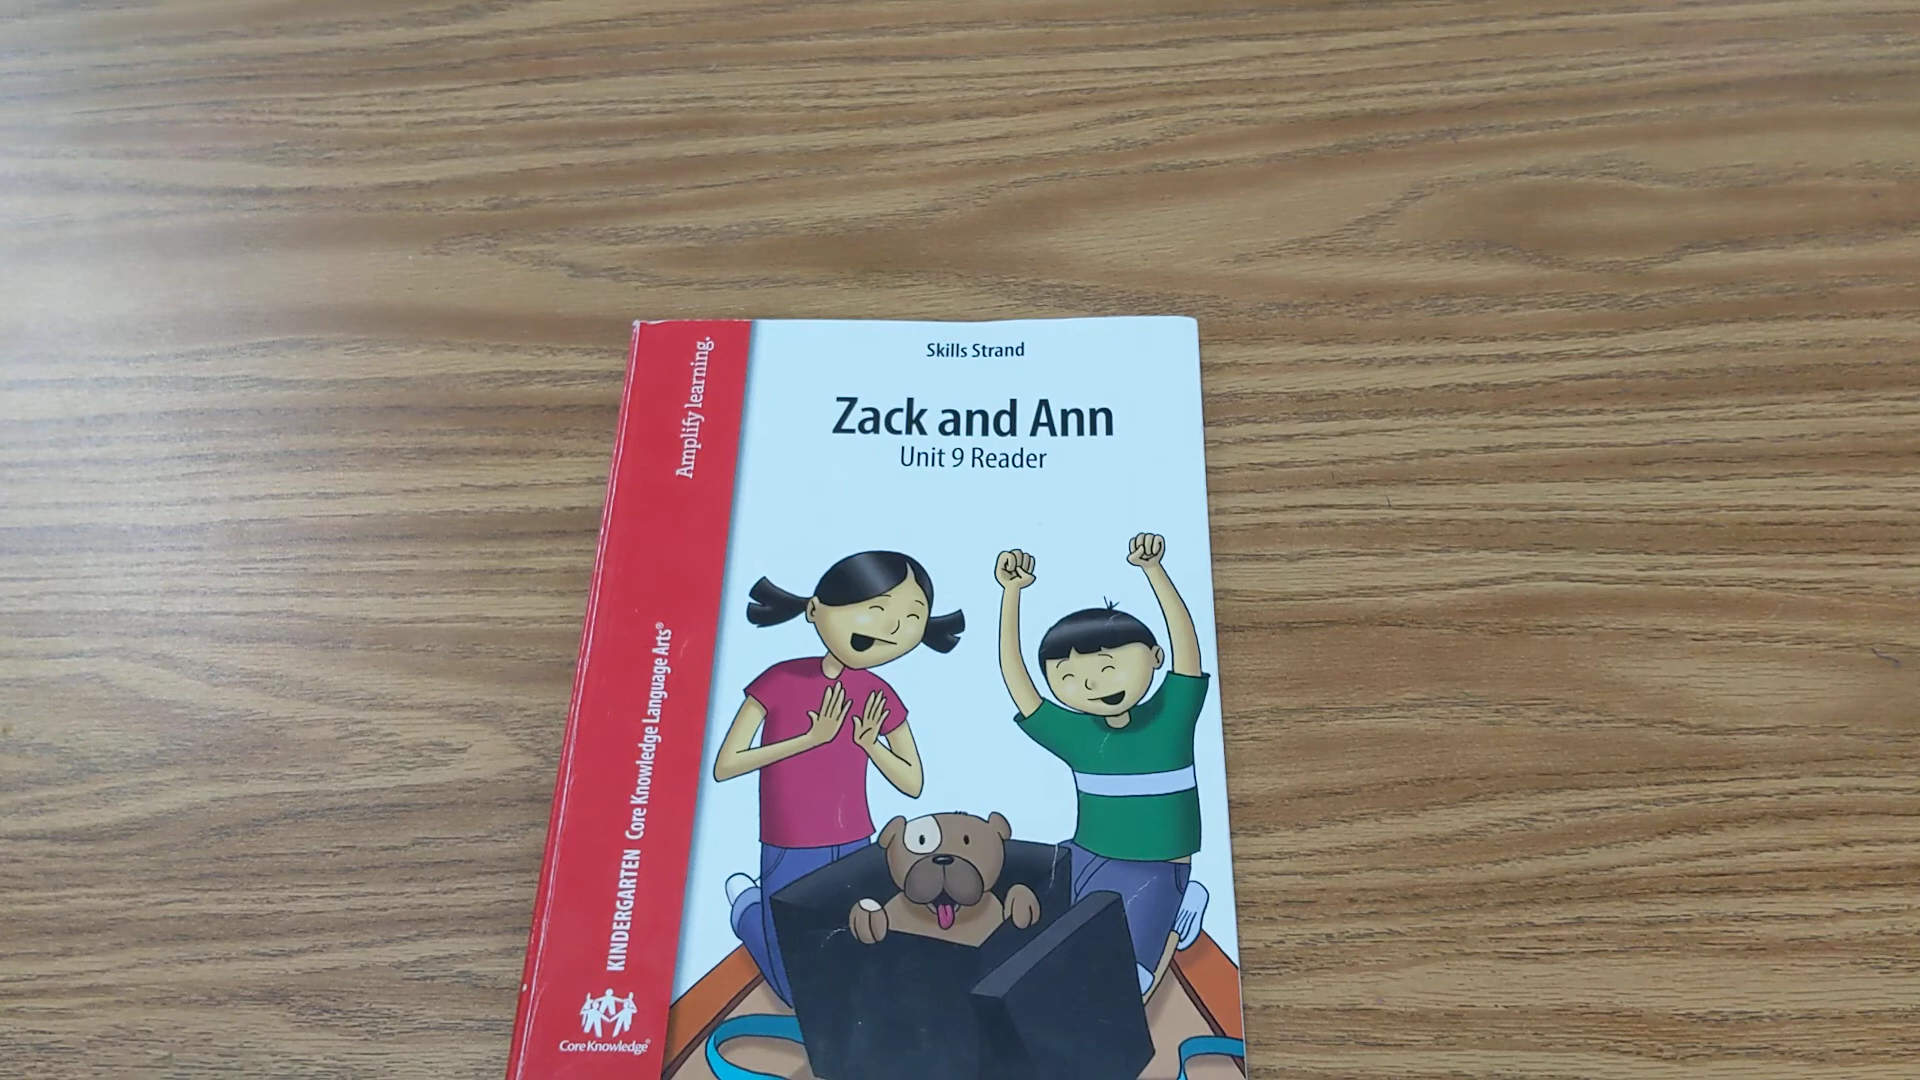 Skills Strand
Zack and Ann
Unit 9 Reader
Amplify learning.
KINDERGARTEN Core Knowledge Language Arts®
Core Knowledge®